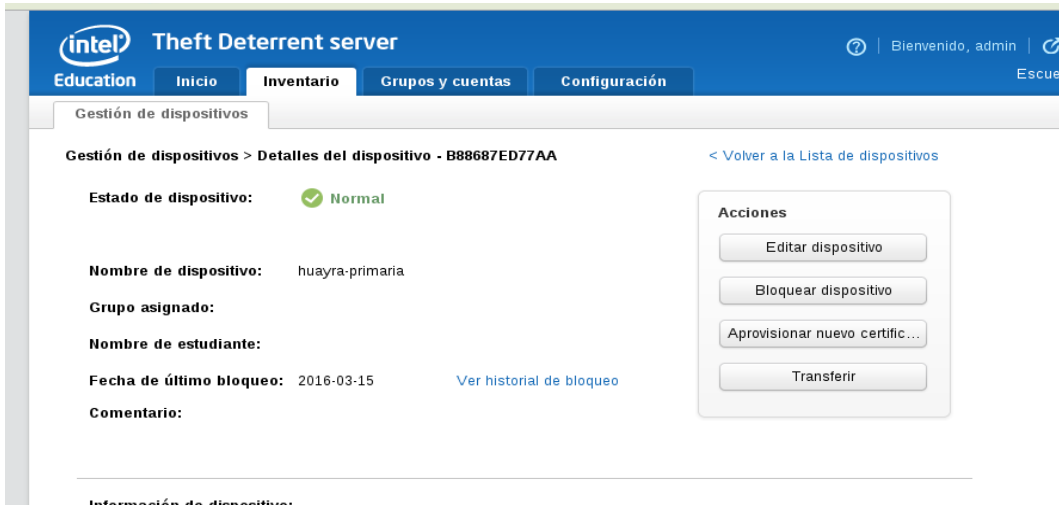 intel Theft Deterrent server
Bienvenido, admin
Education Inicio Inventario Grupos y cuentas Configuración
Gestión de dispositivos
Gestión de dispositivos > Detalles del dispositivo - B88687ED77AA
< Volver a la Lista de dispositivos
Estado de dispositivo: Normal
Acciones
Editar dispositivo
Bloquear dispositivo
Aprovisionar nuevo certific...
Transferir
Nombre de dispositivo: huayra-primaria
Grupo asignado:
Nombre de estudiante:
Fecha de último bloqueo: 2016-03-15 Ver historial de bloqueo
Comentario:
Información de dispositivo: